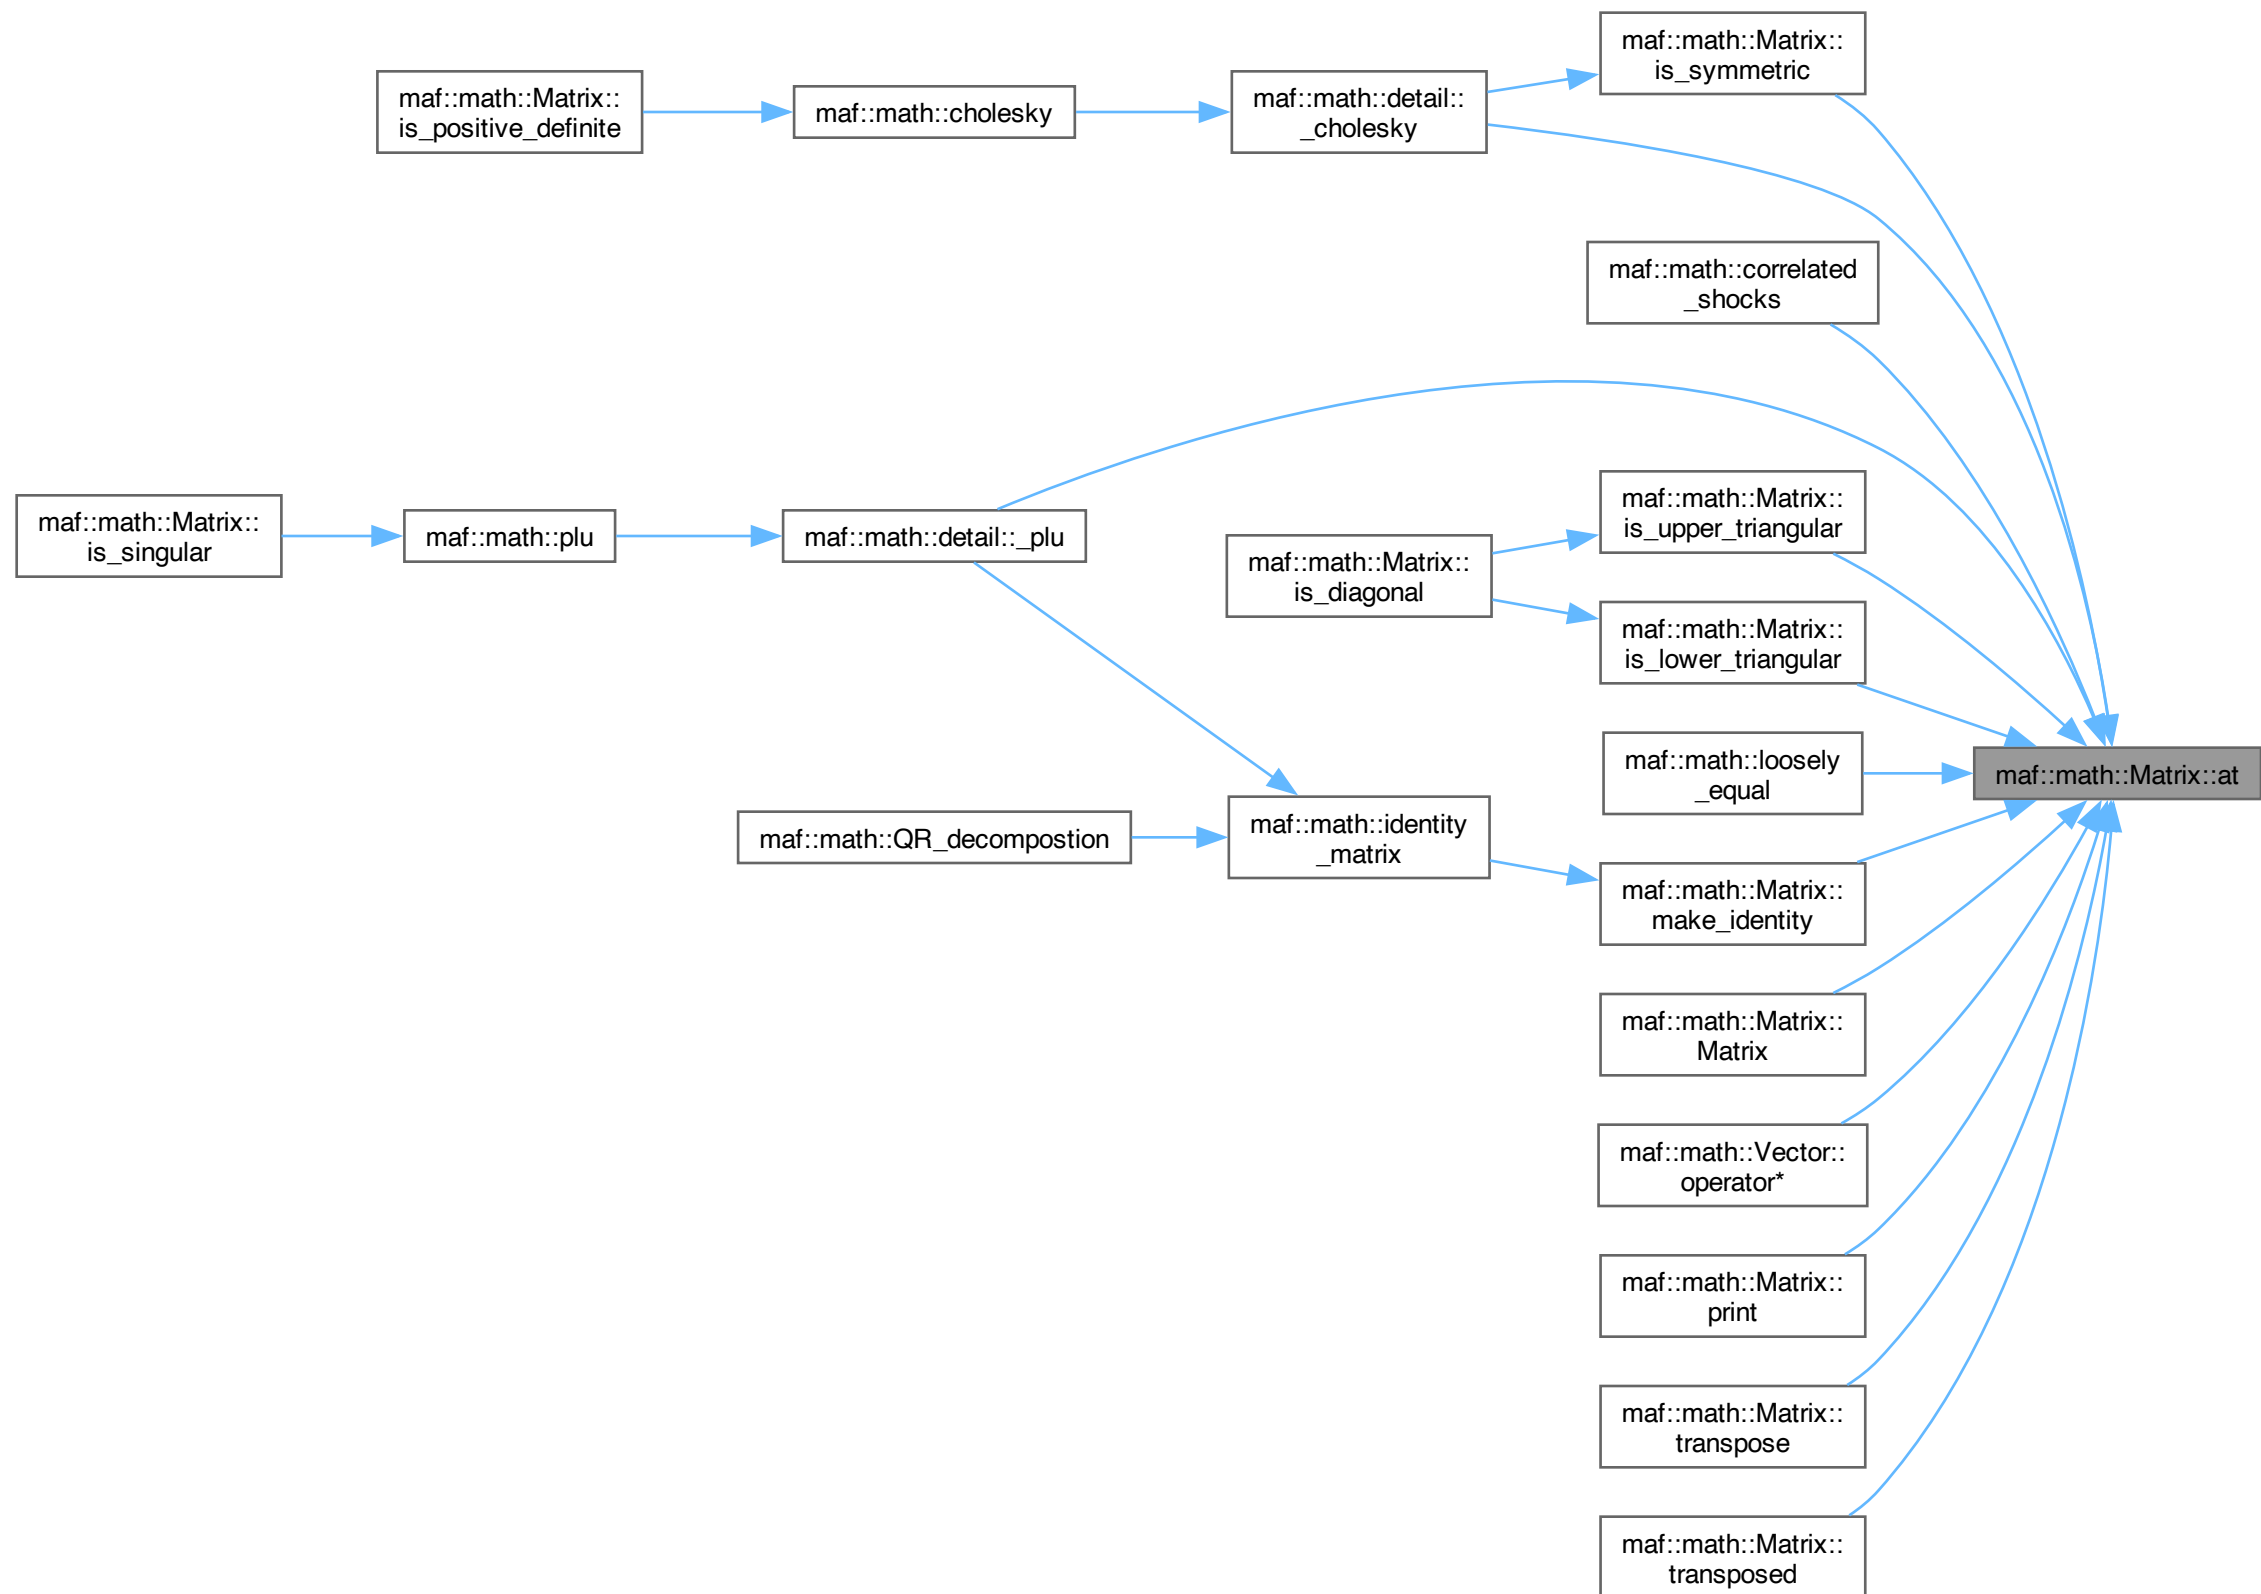 maf::math::Matrix::
is_symmetric
maf::math::Matrix::
is_positive_definite
maf::math::cholesky
maf::math::detail::
_cholesky
maf::math::correlated
_shocks
maf::math::Matrix::
is_upper_triangular
maf::math::Matrix::
is_singular
maf::math::plu
maf::math::detail::_plu
maf::math::Matrix::
is_diagonal
maf::math::Matrix::
is_lower_triangular
maf::math::loosely
_equal
maf::math::Matrix::at
maf::math::QR_decompostion
maf::math::identity
_matrix
maf::math::Matrix::
make_identity
maf::math::Matrix::
Matrix
maf::math::Vector::
operator*
maf::math::Matrix::
print
maf::math::Matrix::
transpose
maf::math::Matrix::
transposed